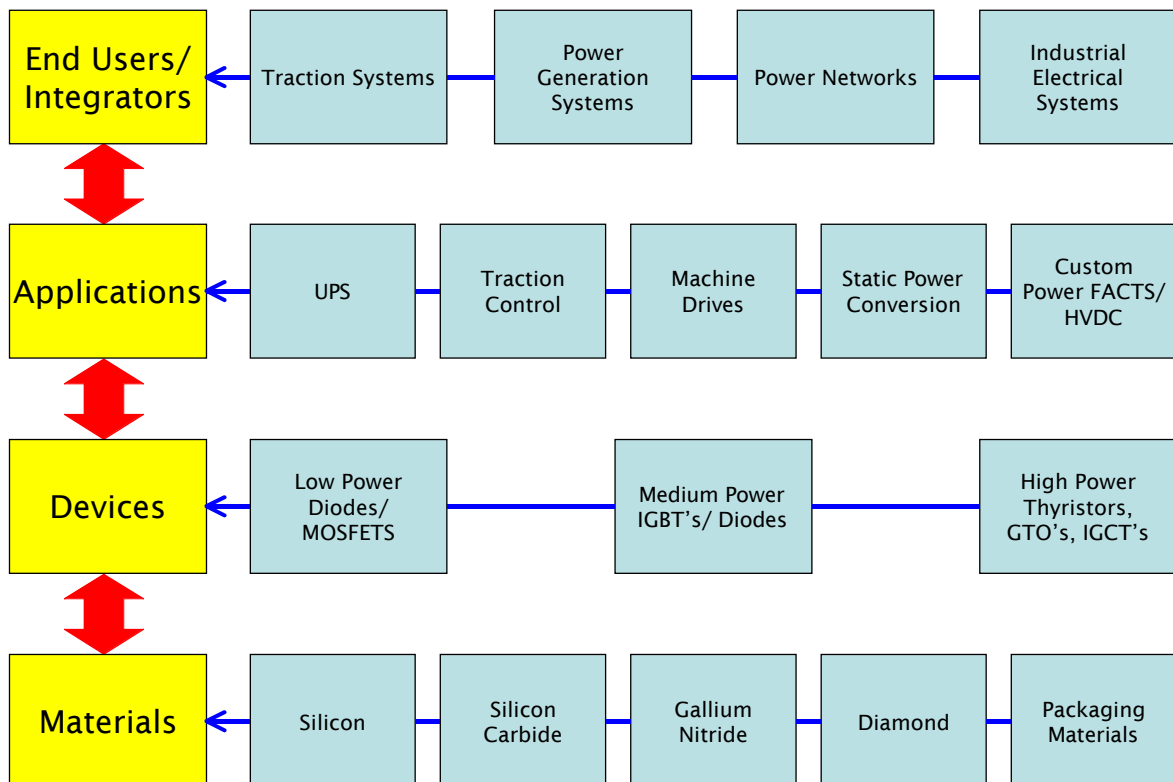 End Users/
Integrators
Traction Systems
Power
Generation
Systems
Power Networks
Industrial
Electrical
Systems
Applications
UPS
Traction
Control
Machine
Drives
Static Power
Conversion
Custom
Power FACTS/
HVDC
Devices
Low Power
Diodes/
MOSFETS
Medium Power
IGBT’s/ Diodes
High Power
Thyristors,
GTO’s, IGCT’s
Materials
Silicon
Silicon
Carbide
Gallium
Nitride
Diamond
Packaging
Materials